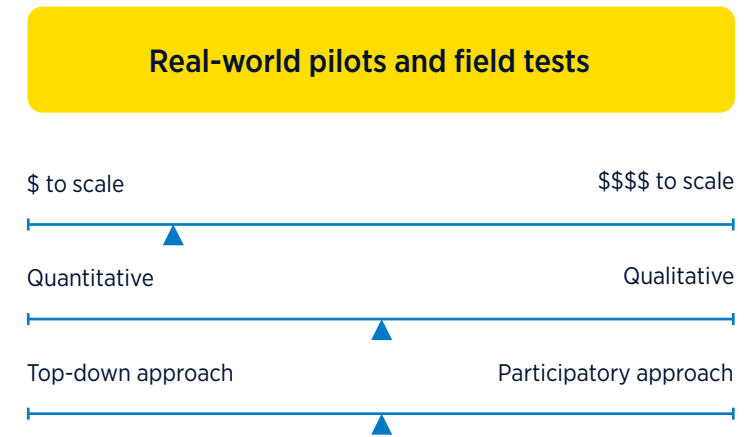 Real-world pilots and field tests
$ to scale
$$$$ to scale
Quantitative
Qualitative
Top-down approach
Participatory approach